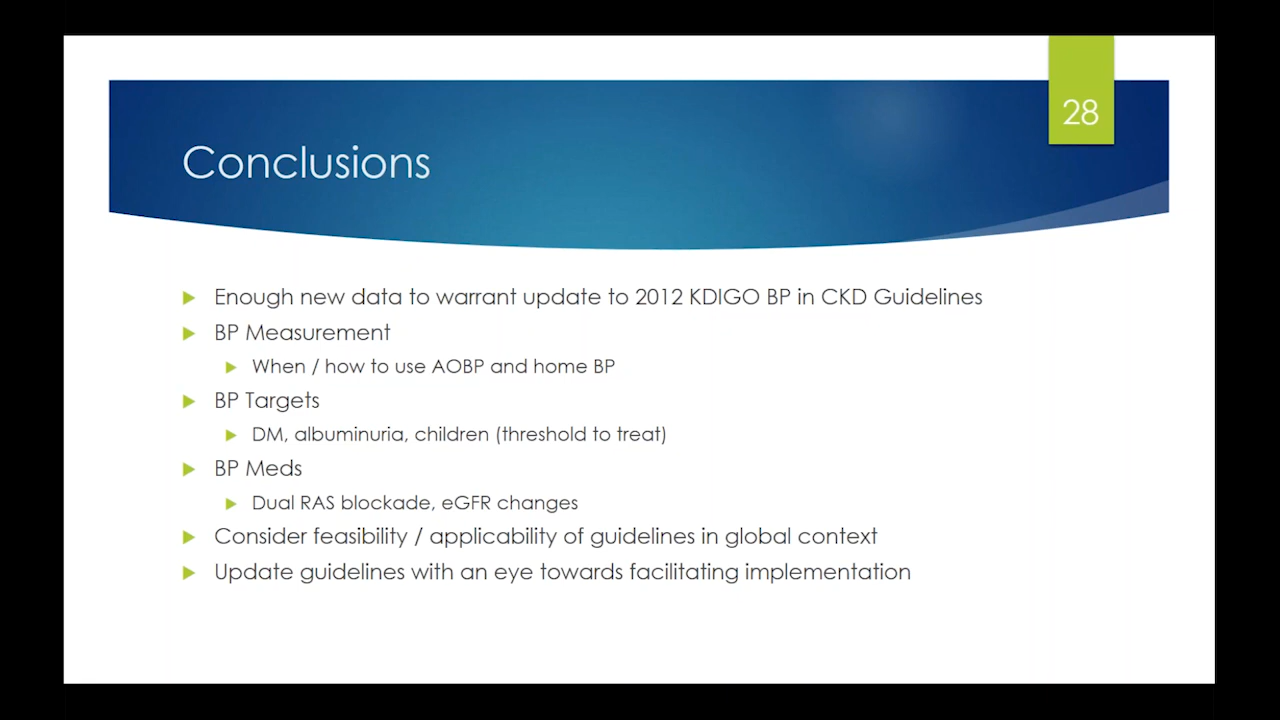 28
Conclusions
Enough new data to warrant update to 2012 KDIGO BP in CKD Guidelines
BP Measurement
When / how to use AOBP and home BP
BP Targets
DM, albuminuria, children (threshold to treat)
BP Meds
Dual RAS blockade, eGFR changes
Consider feasibility / applicability of guidelines in global context
Update guidelines with an eye towards facilitating implementation